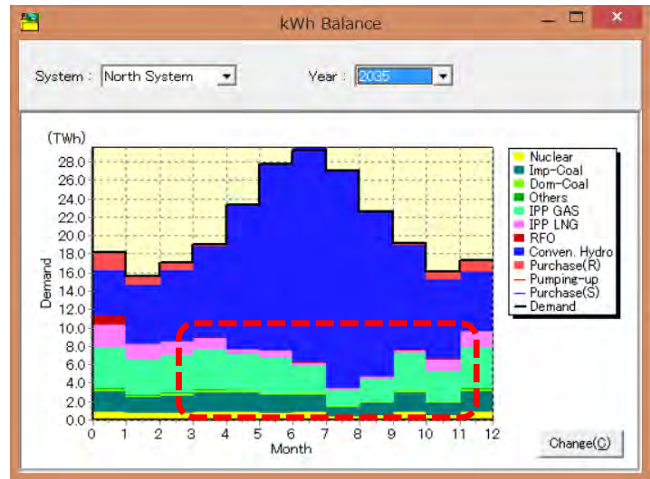 kWh Balance
System : North System Year : 2035
(TWh)
28.0
26.0
24.0
22.0
20.0
18.0
16.0
14.0
12.0
10.0
8.0
6.0
4.0
2.0
0.0
Demand
0 1 2 3 4 5 6 7 8 9 10 11 12
Month
Nuclear
Imp-Coal
Dom-Coal
Others
IPP GAS
IPP LNG
RFO
Conven. Hydro
Purchase(R)
Pumping-up
Purchase(S)
Demand
Change(C)